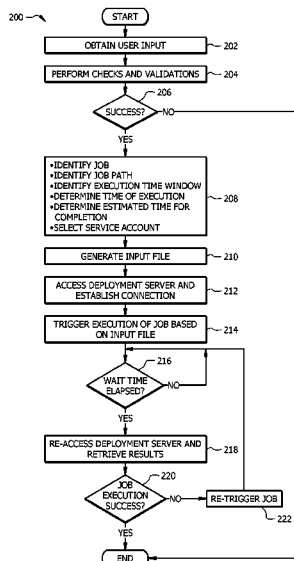 200
START
OBTAIN USER INPUT
202
PERFORM CHECKS AND VALIDATIONS
204
206
SUCCESS?
NO
YES
•IDENTIFY JOB
•IDENTIFY JOB PATH
•IDENTIFY EXECUTION TIME WINDOW
•DETERMINE TIME OF EXECUTION
•DETERMINE ESTIMATED TIME FOR
COMPLETION
•SELECT SERVICE ACCOUNT
208
GENERATE INPUT FILE
210
ACCESS DEPLOYMENT SERVER AND
ESTABLISH CONNECTION
212
TRIGGER EXECUTION OF JOB BASED
ON INPUT FILE
214
216
WAIT TIME
ELAPSED?
NO
YES
RE-ACCESS DEPLOYMENT SERVER AND
RETRIEVE RESULTS
218
220
JOB
EXECUTION
SUCCESS?
NO
RE-TRIGGER JOB
222
YES
END